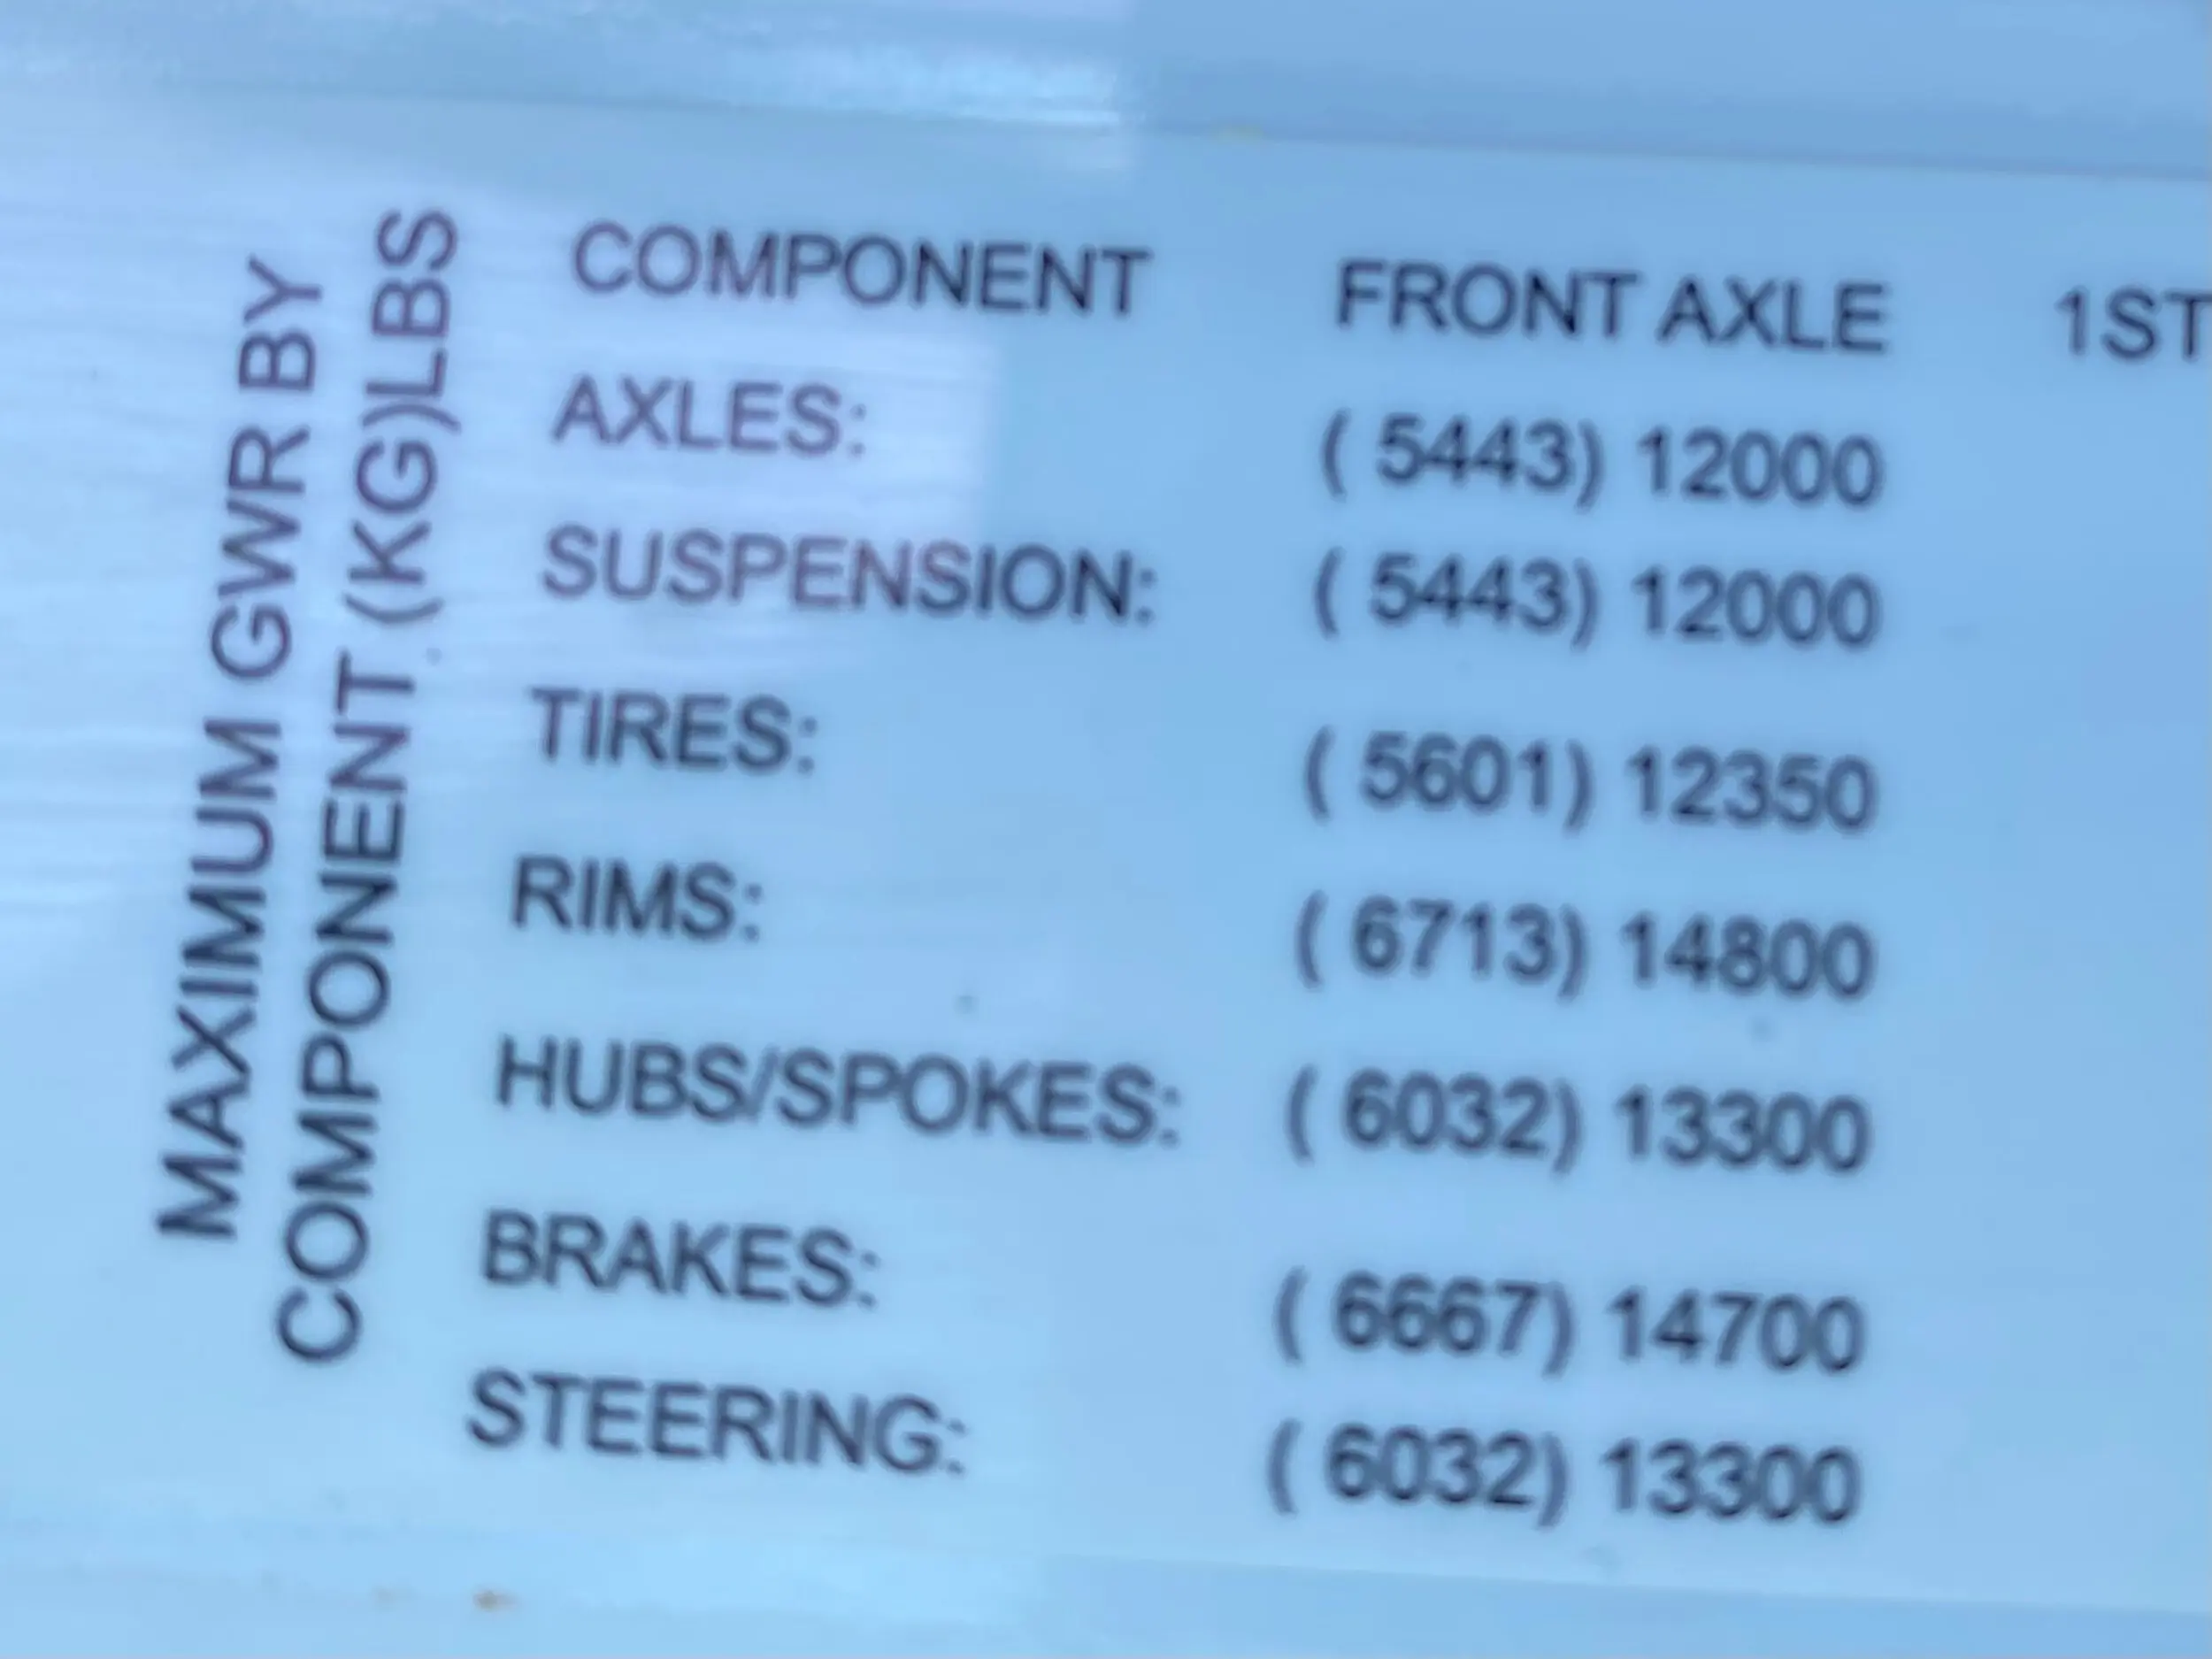 MAXIMUM GWR BY
COMPONENT (KG)LBS
COMPONENT FRONT AXLE 1ST
AXLES: ( 5443) 12000
SUSPENSION: ( 5443) 12000
TIRES: ( 5601) 12350
RIMS: ( 6713) 14800
HUBS/SPOKES: ( 6032) 13300
BRAKES: ( 6667) 14700
STEERING: ( 6032) 13300